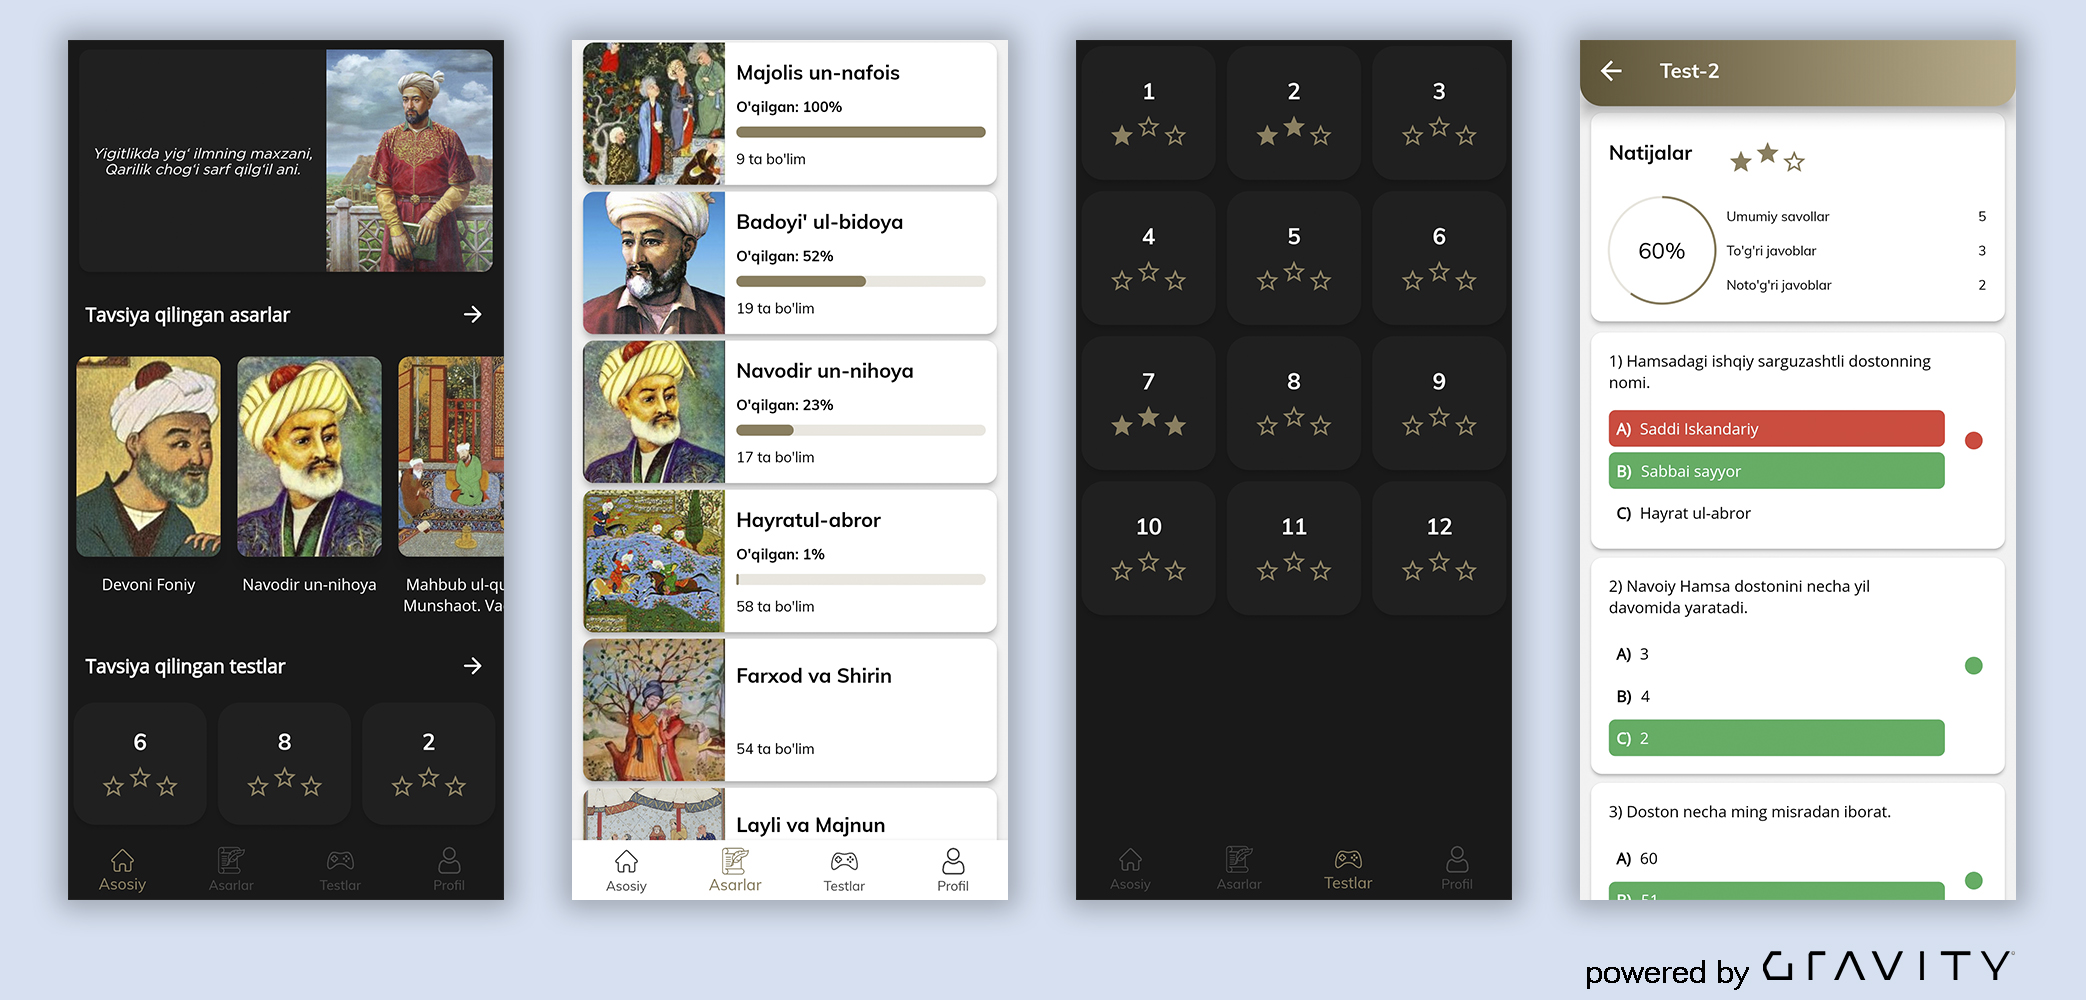 Yigitlikda yig‘ ilmning maxzani,
Qarilik chog‘i sarf qilg‘il ani.
Tavsiya qilingan asarlar
Devoni Foniy
Navodir un-nihoya
Mahbub ul-qu
Munshaot. Va
Tavsiya qilingan testlar
6
8
2
Asosiy
Asarlar
Testlar
Profil
Majolis un-nafois
O'qilgan: 100%
9 ta bo'lim
Badoyi' ul-bidoya
O'qilgan: 52%
19 ta bo'lim
Navodir un-nihoya
O'qilgan: 23%
17 ta bo'lim
Hayratul-abror
O'qilgan: 1%
58 ta bo'lim
Farxod va Shirin
54 ta bo'lim
Layli va Majnun
Asosiy
Asarlar
Testlar
Profil
1
2
3
4
5
6
7
8
9
10
11
12
Asosiy
Asarlar
Testlar
Profil
Test-2
Natijalar
60%
Umumiy savollar 5
To'g'ri javoblar 3
Noto'g'ri javoblar 2
1) Hamsadagi ishqiy sarguzashtli dostonning
nomi.
A) Saddi Iskandariy
B) Sabbai sayyor
C) Hayrat ul-abror
2) Navoiy Hamsa dostonini necha yil
davomida yaratadi.
A) 3
B) 4
C) 2
3) Doston necha ming misradan iborat.
A) 60
B) 51
powered by GRAVITY